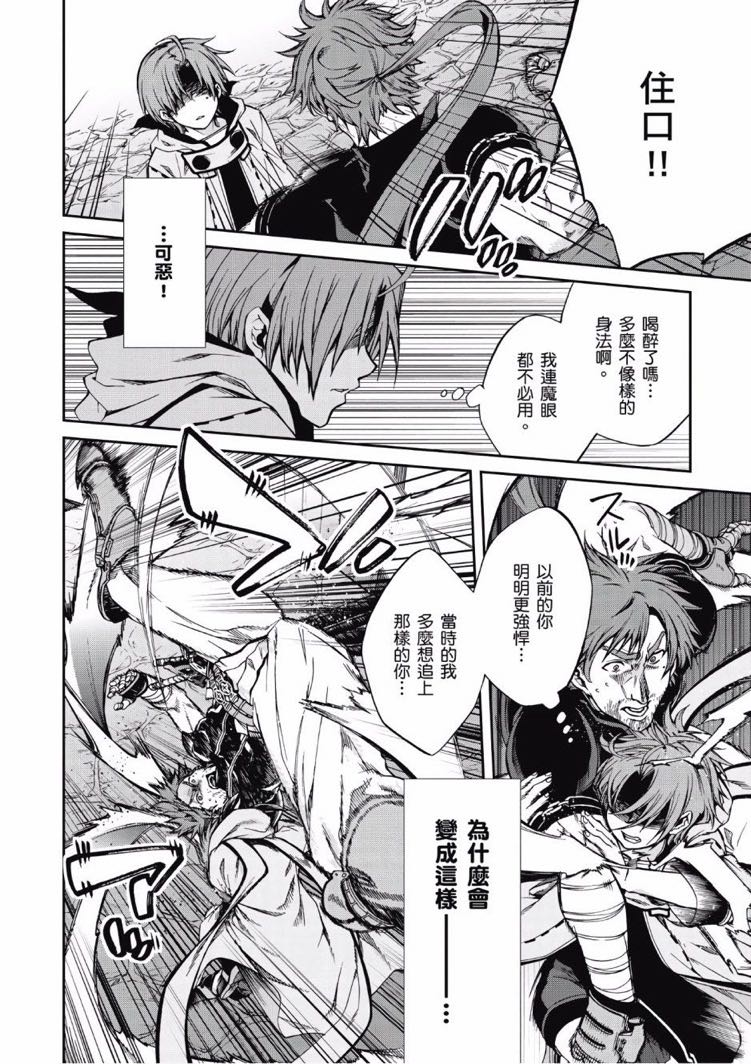 住口!!
…可惡！
喝醉了嗎…
多麼不像樣的
身法啊。
我連魔眼
都不必用。
以前的你
明明更強悍…
當時的我
多麼想追上
那樣的你…
為什麼會
變成這樣
——…